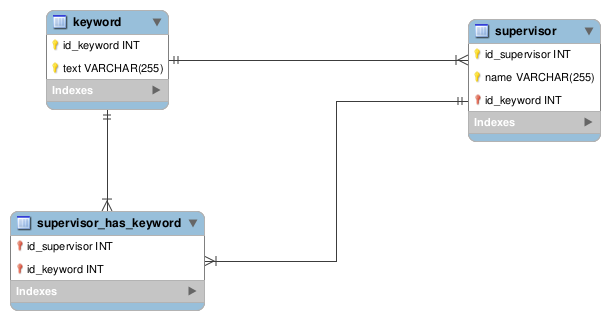 keyword
id_keyword INT
text VARCHAR(255)
Indexes
supervisor
id_supervisor INT
name VARCHAR(255)
id_keyword INT
Indexes
supervisor_has_keyword
id_supervisor INT
id_keyword INT
Indexes